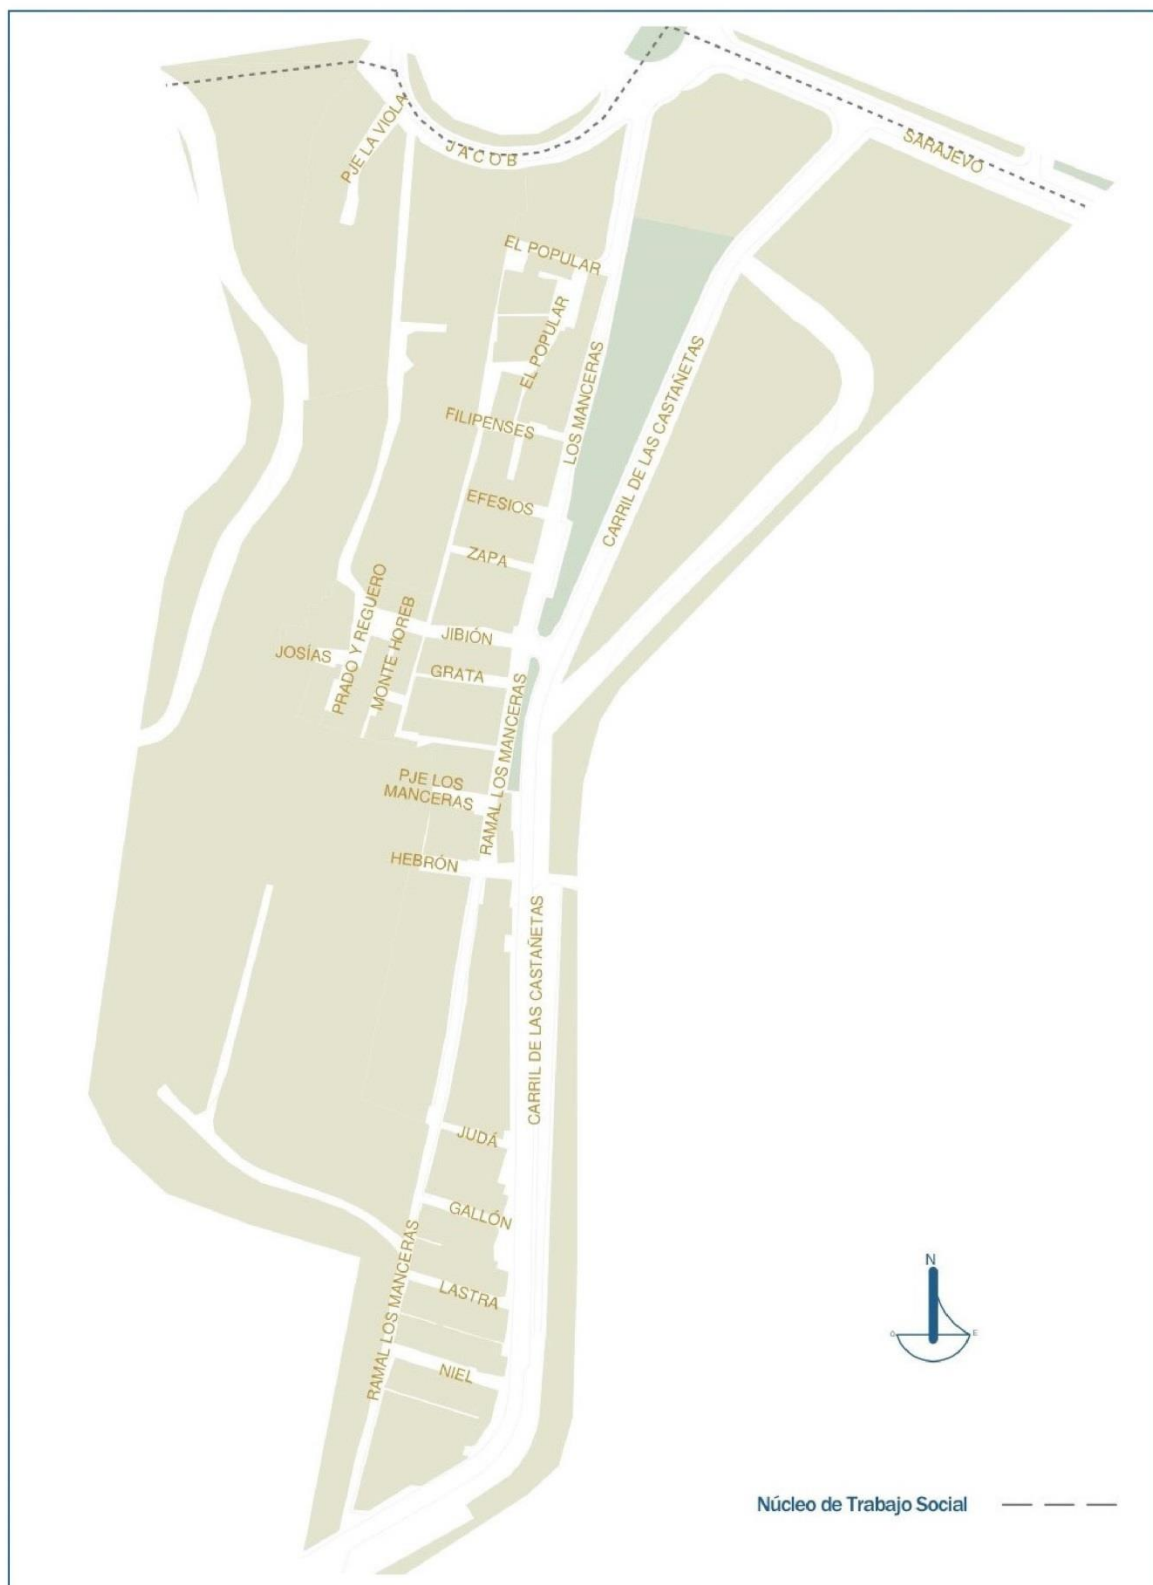 PJE LA VIOLA
JACOB
SARAJEVO
EL POPULAR
EL POPULAR
LOS MANCERAS
CARRIL DE LAS CASTAÑETAS
FILIPENSES
EFESIOS
ZAPA
PRADO Y REGUERO
MONTE HOREB
JIBIÓN
JOSÍAS
GRATA
RAMAL LOS MANCERAS
PJE LOS
MANCERAS
HEBRÓN
CARRIL DE LAS CASTAÑETAS
JUDÁ
GALLÓN
RAMAL LOS MANCERAS
LASTRA
NIEL
N
O
E
Núcleo de Trabajo Social